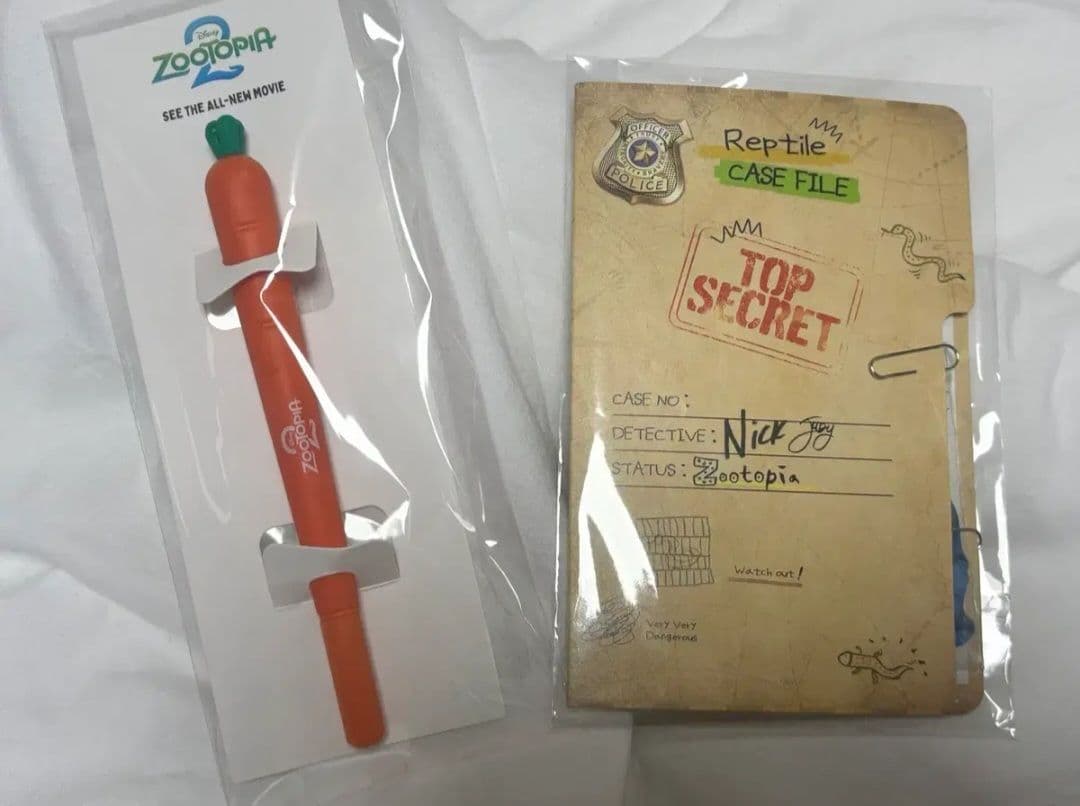 Disney
ZOOTOPIA
2
SEE THE ALL-NEW MOVIE
ZOOTOPIA
2
OFFICER
TRUST
POLICE
Reptile
CASE FILE
TOP
SECRET
CASE NO:
DETECTIVE: Nick Judy
STATUS: Zootopia
Watch out!
Very Very
Dangerous